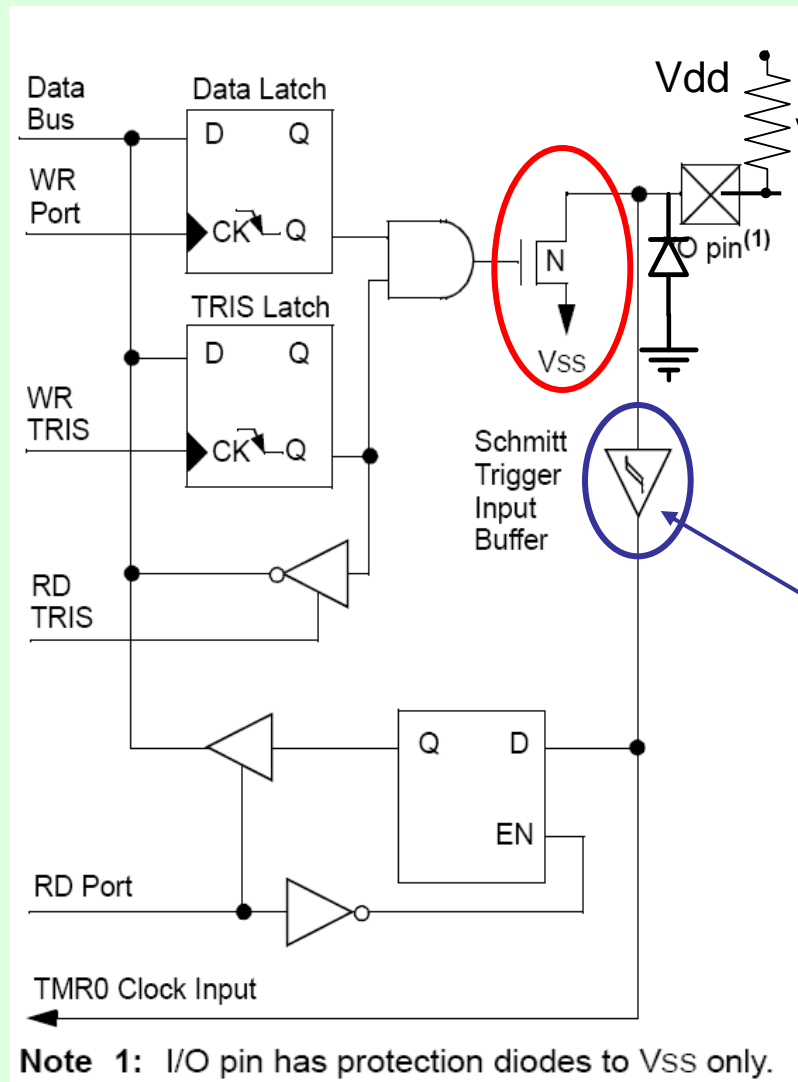 Data
Bus
Data Latch
D Q
WR
Port
CK Q
TRIS Latch
D Q
WR
TRIS
CK Q
N
VSS
Vdd
O pin(1)
Schmitt
Trigger
Input
Buffer
RD
TRIS
Q D
EN
RD Port
TMR0 Clock Input
Note 1: I/O pin has protection diodes to VSS only.